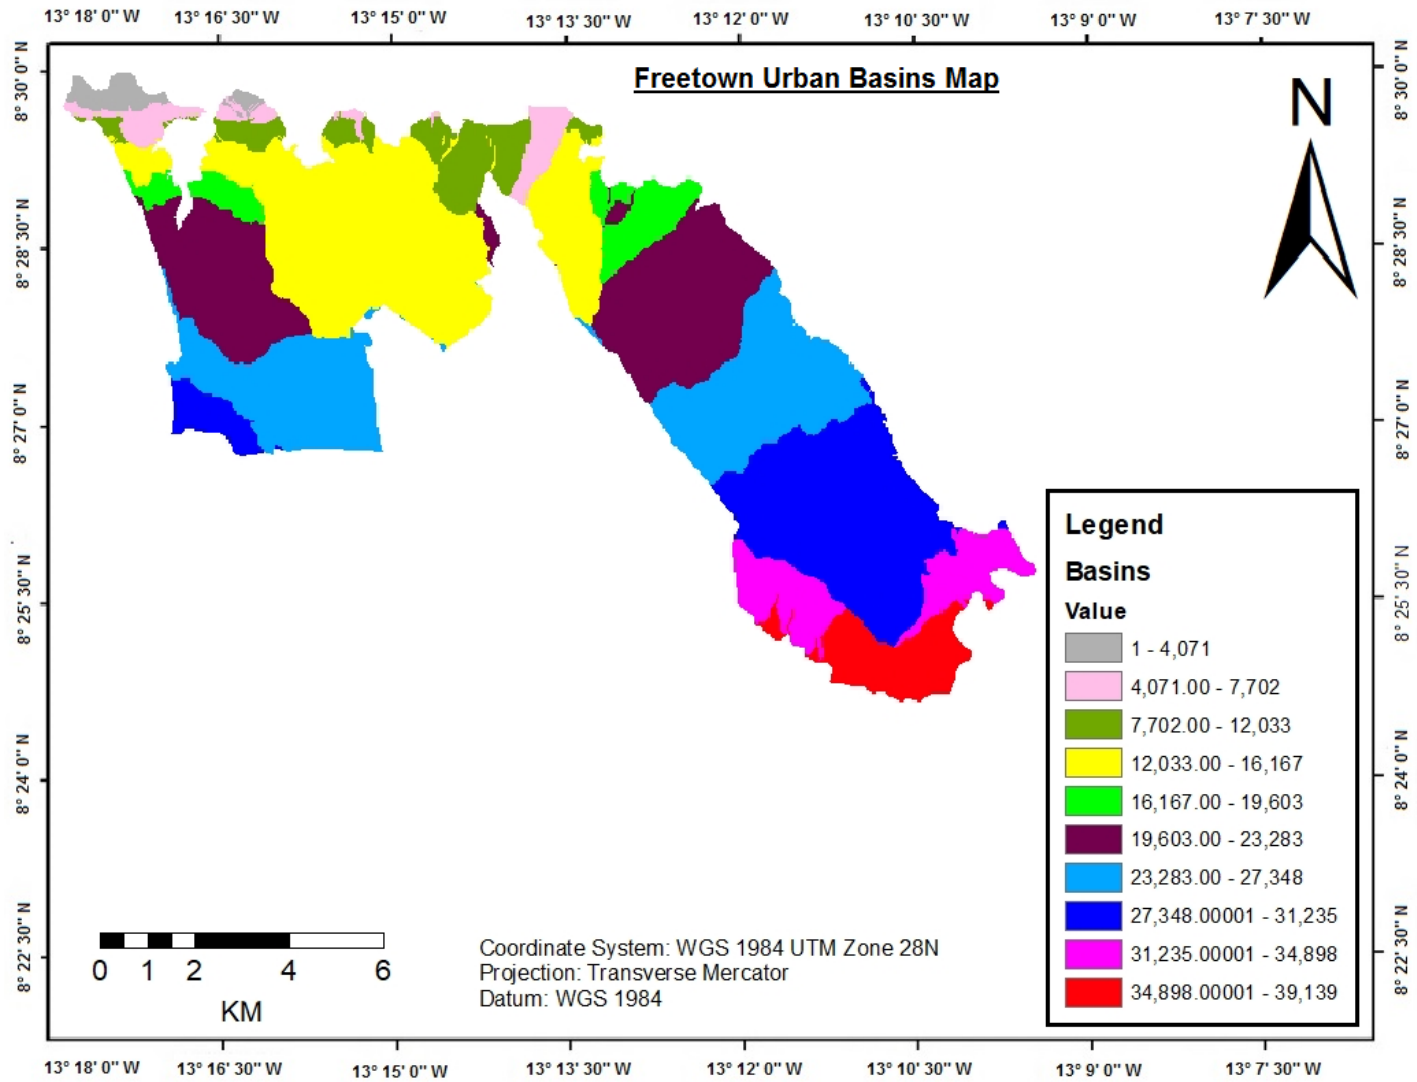 13° 18' 0" W 13° 16' 30" W 13° 15' 0" W 13° 13' 30" W 13° 12' 0" W 13° 10' 30" W 13° 9' 0" W 13° 7' 30" W
Freetown Urban Basins Map
N
8° 30' 0" N 8° 30' 0" N
8° 28' 30" N 8° 28' 30" N
8° 27' 0" N 8° 27' 0" N
8° 25' 30" N 8° 25' 30" N
8° 24' 0" N 8° 24' 0" N
8° 22' 30" N 8° 22' 30" N
Legend
Basins
Value
1 - 4,071
4,071.00 - 7,702
7,702.00 - 12,033
12,033.00 - 16,167
16,167.00 - 19,603
19,603.00 - 23,283
23,283.00 - 27,348
27,348.00001 - 31,235
31,235.00001 - 34,898
34,898.00001 - 39,139
0 1 2 4 6
KM
Coordinate System: WGS 1984 UTM Zone 28N
Projection: Transverse Mercator
Datum: WGS 1984
13° 18' 0" W 13° 16' 30" W 13° 15' 0" W 13° 13' 30" W 13° 12' 0" W 13° 10' 30" W 13° 9' 0" W 13° 7' 30" W